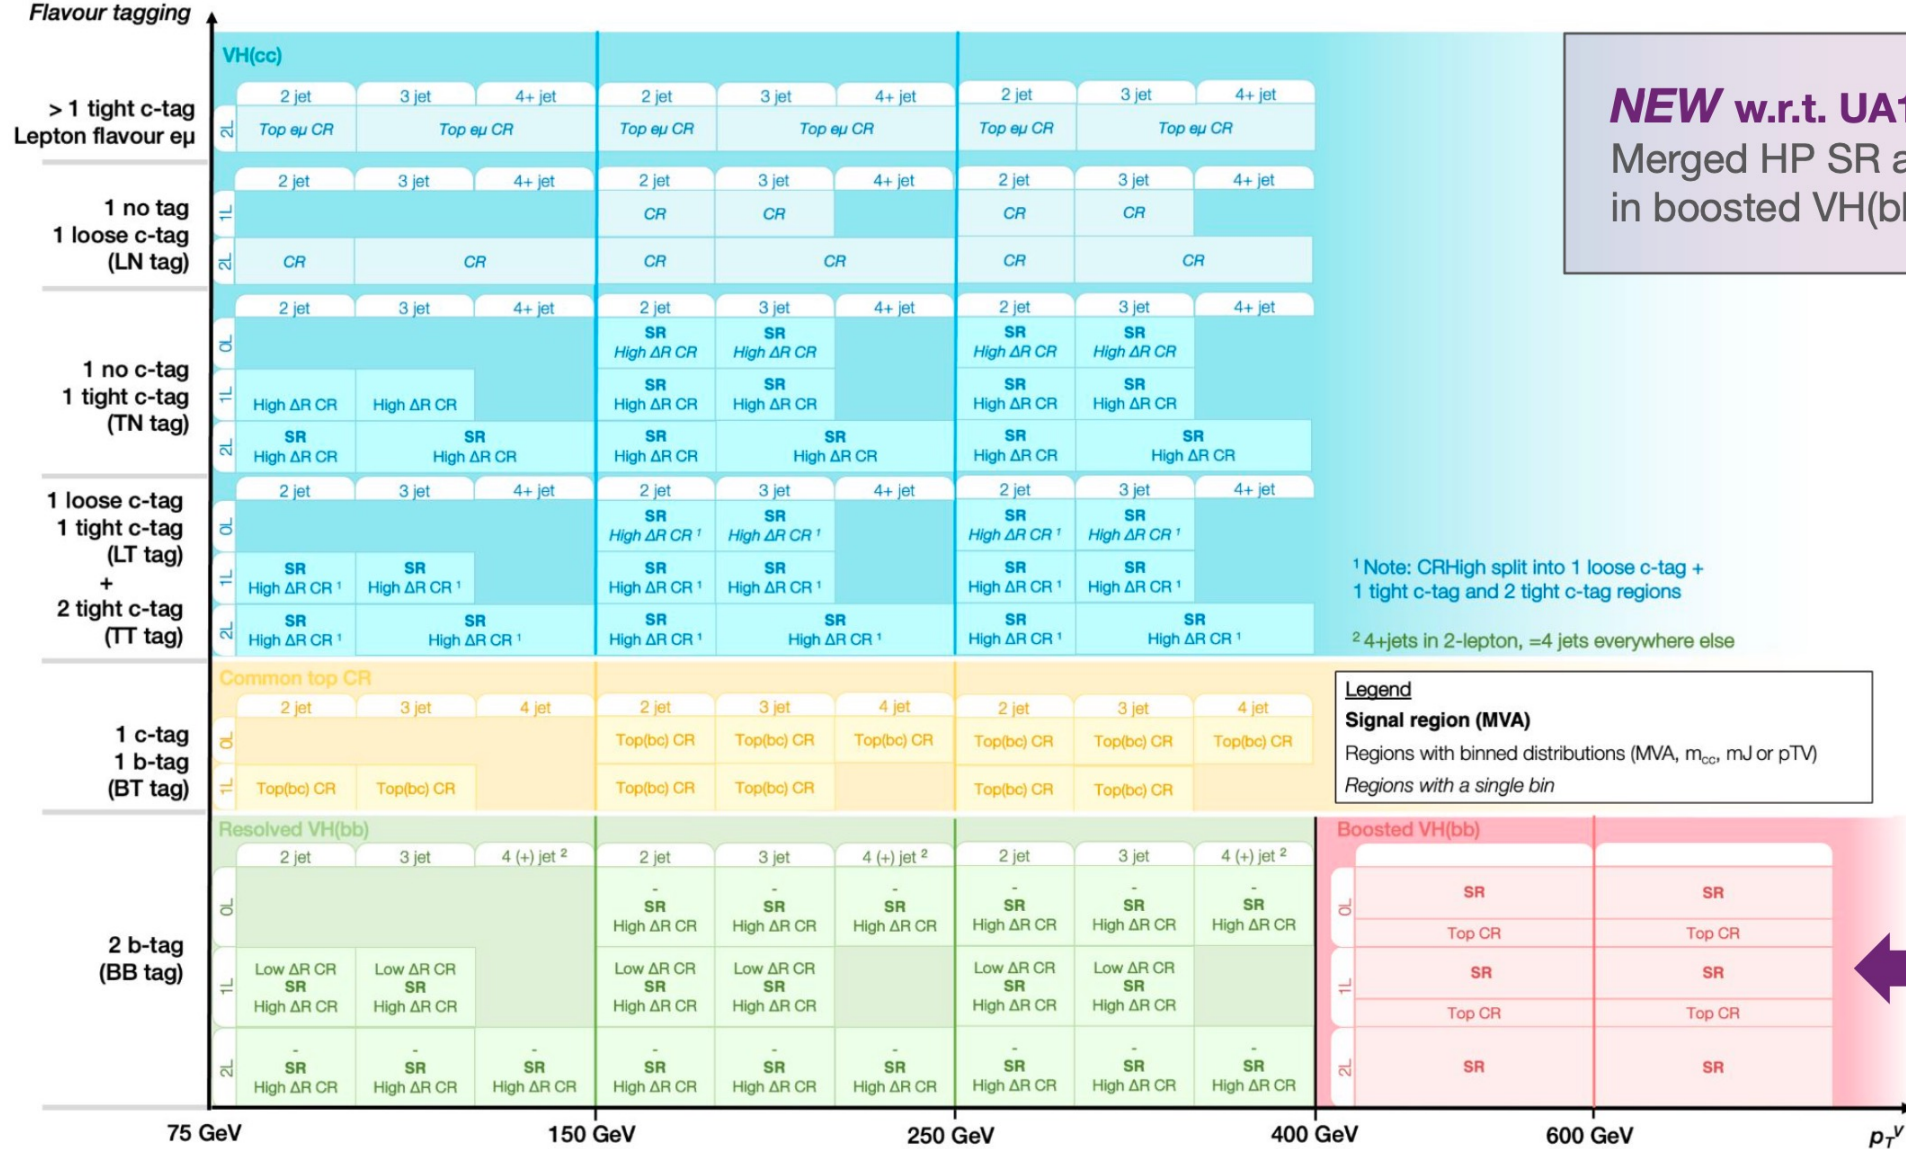 Flavour tagging
VH(cc)
> 1 tight c-tag
Lepton flavour eμ
2 jet 3 jet 4+ jet 2 jet 3 jet 4+ jet 2 jet 3 jet 4+ jet
2L Top eμ CR Top eμ CR Top eμ CR Top eμ CR Top eμ CR Top eμ CR
NEW w.r.t. UA1
Merged HP SR a
in boosted VH(b
1 no tag
1 loose c-tag
(LN tag)
2 jet 3 jet 4+ jet 2 jet 3 jet 4+ jet 2 jet 3 jet 4+ jet
1L CR CR CR CR
2L CR CR CR CR CR CR
1 no c-tag
1 tight c-tag
(TN tag)
2 jet 3 jet 4+ jet 2 jet 3 jet 4+ jet 2 jet 3 jet 4+ jet
0L SR SR SR SR
High ΔR CR High ΔR CR High ΔR CR High ΔR CR
1L SR SR SR SR
High ΔR CR High ΔR CR High ΔR CR High ΔR CR High ΔR CR High ΔR CR
2L SR SR SR SR SR SR
High ΔR CR High ΔR CR High ΔR CR High ΔR CR High ΔR CR High ΔR CR
1 loose c-tag
1 tight c-tag
(LT tag)
+
2 tight c-tag
(TT tag)
2 jet 3 jet 4+ jet 2 jet 3 jet 4+ jet 2 jet 3 jet 4+ jet
0L SR SR SR SR
High ΔR CR ¹ High ΔR CR ¹ High ΔR CR ¹ High ΔR CR ¹
1L SR SR SR SR SR SR
High ΔR CR ¹ High ΔR CR ¹ High ΔR CR ¹ High ΔR CR ¹ High ΔR CR ¹ High ΔR CR ¹
2L SR SR SR SR SR SR
High ΔR CR ¹ High ΔR CR ¹ High ΔR CR ¹ High ΔR CR ¹ High ΔR CR ¹ High ΔR CR ¹
¹ Note: CRHigh split into 1 loose c-tag +
1 tight c-tag and 2 tight c-tag regions
² 4+jets in 2-lepton, =4 jets everywhere else
Common top CR
1 c-tag
1 b-tag
(BT tag)
2 jet 3 jet 4 jet 2 jet 3 jet 4 jet 2 jet 3 jet 4 jet
0L Top(bc) CR Top(bc) CR Top(bc) CR Top(bc) CR Top(bc) CR Top(bc) CR
1L Top(bc) CR Top(bc) CR Top(bc) CR Top(bc) CR Top(bc) CR Top(bc) CR
Legend
Signal region (MVA)
Regions with binned distributions (MVA, mcc, mJ or pTV)
Regions with a single bin
Resolved VH(bb)
2 b-tag
(BB tag)
2 jet 3 jet 4 (+) jet ² 2 jet 3 jet 4 (+) jet ² 2 jet 3 jet 4 (+) jet ²
0L - - - - - -
SR SR SR SR SR SR
High ΔR CR High ΔR CR High ΔR CR High ΔR CR High ΔR CR High ΔR CR
1L Low ΔR CR Low ΔR CR Low ΔR CR Low ΔR CR Low ΔR CR Low ΔR CR
SR SR SR SR SR SR
High ΔR CR High ΔR CR High ΔR CR High ΔR CR High ΔR CR High ΔR CR
2L - - - - - - - - -
SR SR SR SR SR SR SR SR SR
High ΔR CR High ΔR CR High ΔR CR High ΔR CR High ΔR CR High ΔR CR High ΔR CR High ΔR CR High ΔR CR
Boosted VH(bb)
0L SR SR
Top CR Top CR
1L SR SR
Top CR Top CR
2L SR SR
75 GeV 150 GeV 250 GeV 400 GeV 600 GeV pTV